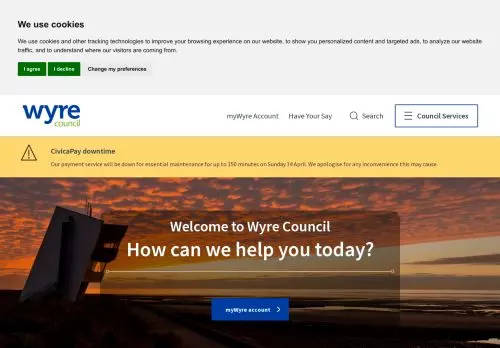 We use cookies
We use cookies and other tracking technologies to improve your browsing experience on our website, to show you personalized content and targeted ads, to analyze our website
traffic, and to understand where our visitors are coming from.
I agree I decline Change my preferences
wyre
council
myWyre Account Have Your Say Search Council Services
CivicaPay downtime
Our payment service will be down for essential maintenance for up to 150 minutes on Sunday 14 April. We apologise for any inconvenience this may cause.
Welcome to Wyre Council
How can we help you today?
myWyre account